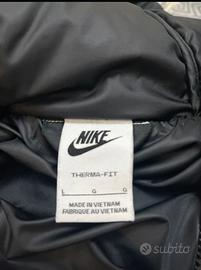 NIKE
THERMA-FIT
L G G
MADE IN VIETNAM
FABRIQUÉ AU VIETNAM
subito